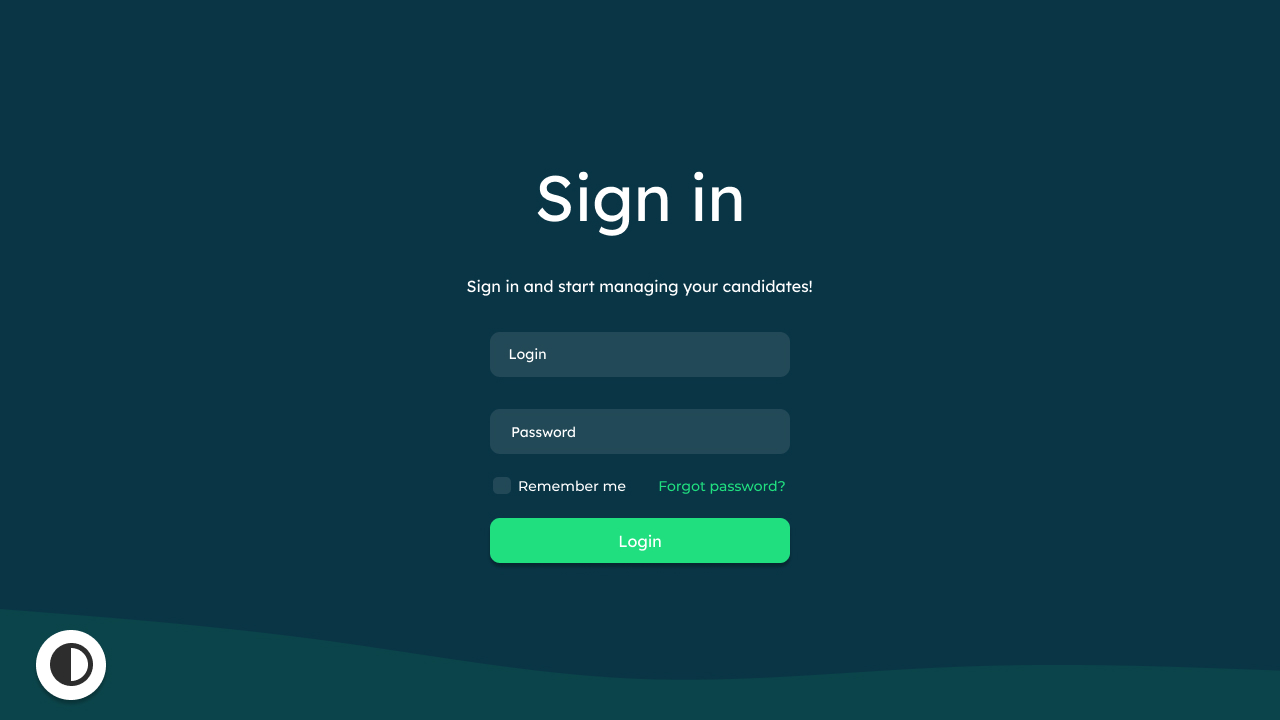 Sign in
Sign in and start managing your candidates!
Login
Password
Remember me Forgot password?
Login